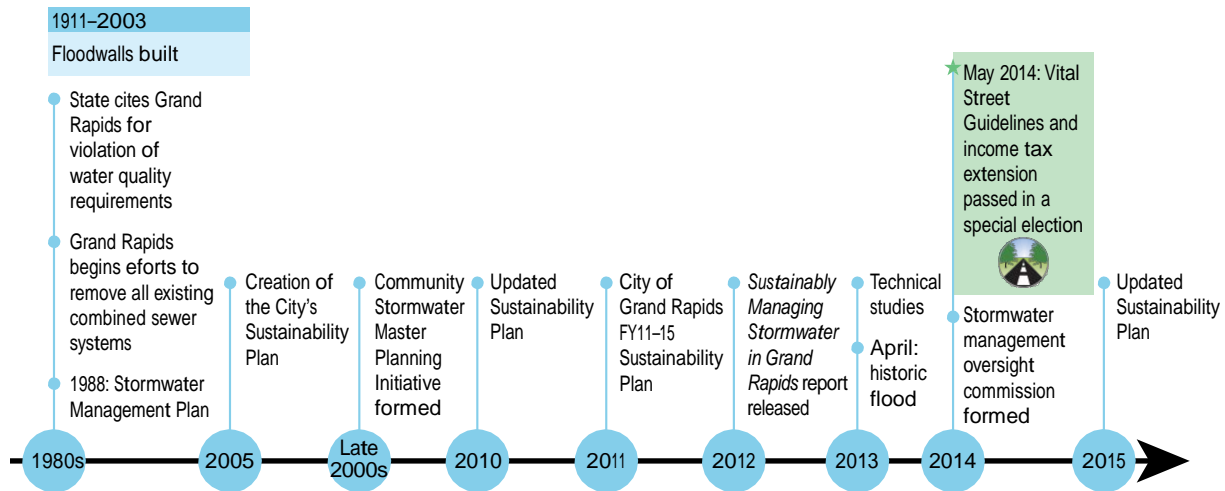 1911–2003
Floodwalls built
State cites Grand
Rapids for
violation of
water quality
requirements
Grand Rapids
begins eforts to
remove all existing
combined sewer
systems
1988: Stormwater
Management Plan
1980s
Creation of
the City's
Sustainability
Plan
2005
Community
Stormwater
Master
Planning
Initiative
formed
Late
2000s
Updated
Sustainability
Plan
2010
City of
Grand Rapids
FY11–15
Sustainability
Plan
2011
Sustainably
Managing
Stormwater
in Grand
Rapids report
released
2012
Technical
studies
April:
historic
flood
2013
May 2014: Vital
Street
Guidelines and
income tax
extension
passed in a
special election
Stormwater
management
oversight
commission
formed
2014
Updated
Sustainability
Plan
2015